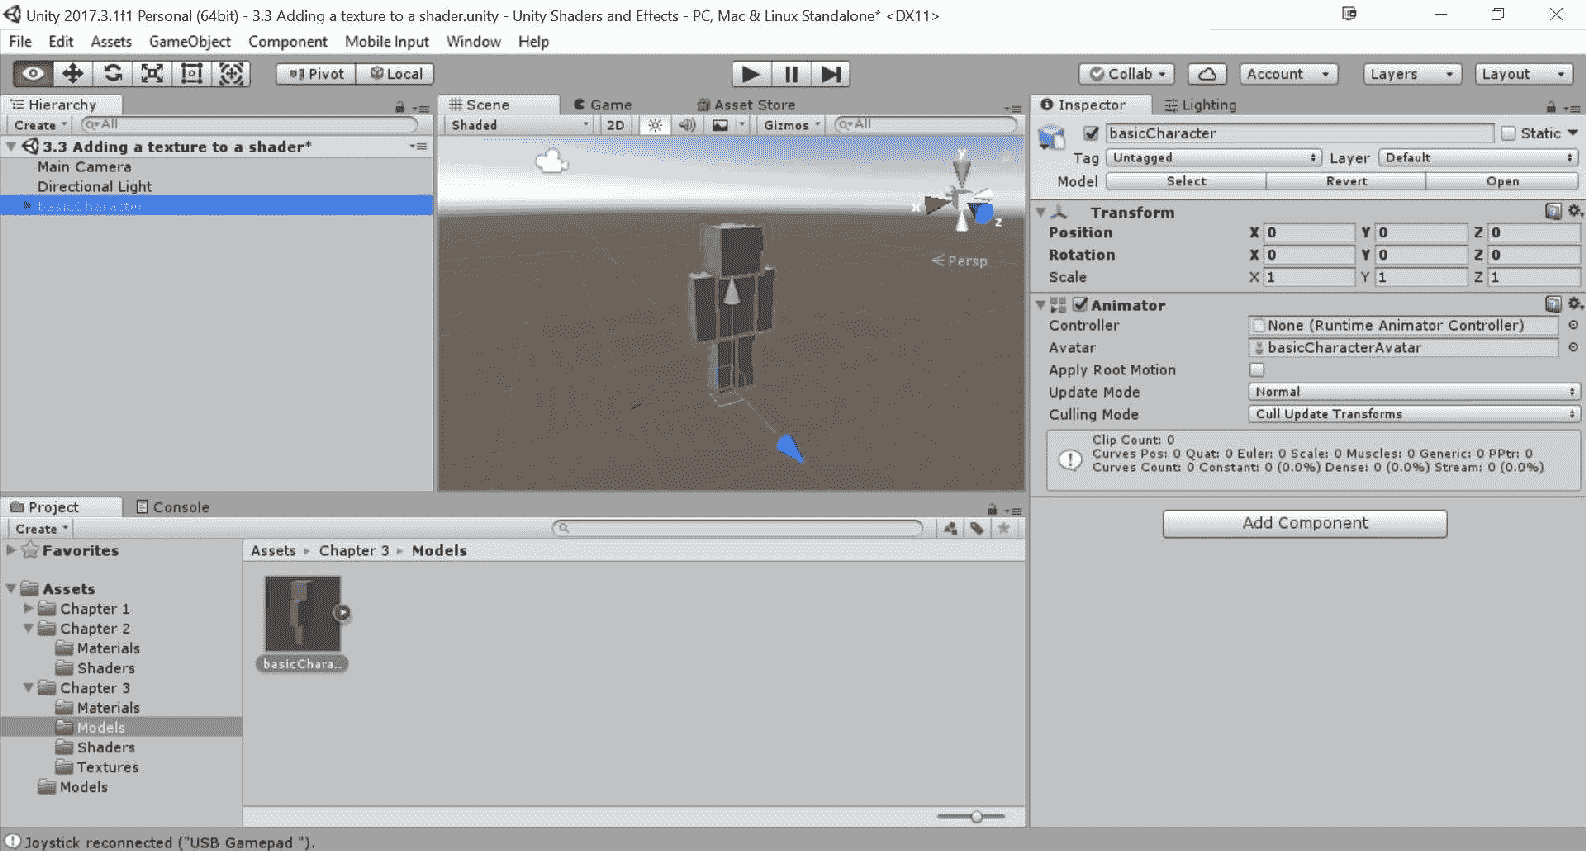 Unity 2017.3.1f1 Personal (64bit) - 3.3 Adding a texture to a shader.unity - Unity Shaders and Effects - PC, Mac & Linux Standalone* <DX11>
File Edit Assets GameObject Component Mobile Input Window Help
Pivot Local Collab Account Layers Layout
Hierarchy
Create All
3.3 Adding a texture to a shader*
Main Camera
Directional Light
basicCharacter
Scene Game Asset Store
Shaded 2D Gizmos All
y
x
z
Persp
Inspector Lighting
basicCharacter Static
Tag Untagged Layer Default
Model Select Revert Open
Transform
Position X 0 Y 0 Z 0
Rotation X 0 Y 0 Z 0
Scale X 1 Y 1 Z 1
Animator
Controller None (Runtime Animator Controller)
Avatar basicCharacterAvatar
Apply Root Motion
Update Mode Normal
Culling Mode Cull Update Transforms
Clip Count: 0
Curves Pos: 0 Quat: 0 Euler: 0 Scale: 0 Muscles: 0 Generic: 0 PPtr: 0
Curves Count: 0 Constant: 0 (0.0%) Dense: 0 (0.0%) Stream: 0 (0.0%)
Add Component
Project Console
Create
Favorites
Assets
Chapter 1
Chapter 2
Materials
Shaders
Chapter 3
Materials
Models
Shaders
Textures
Models
Assets Chapter 3 Models
basicChara...
Joystick reconnected ("USB Gamepad ").